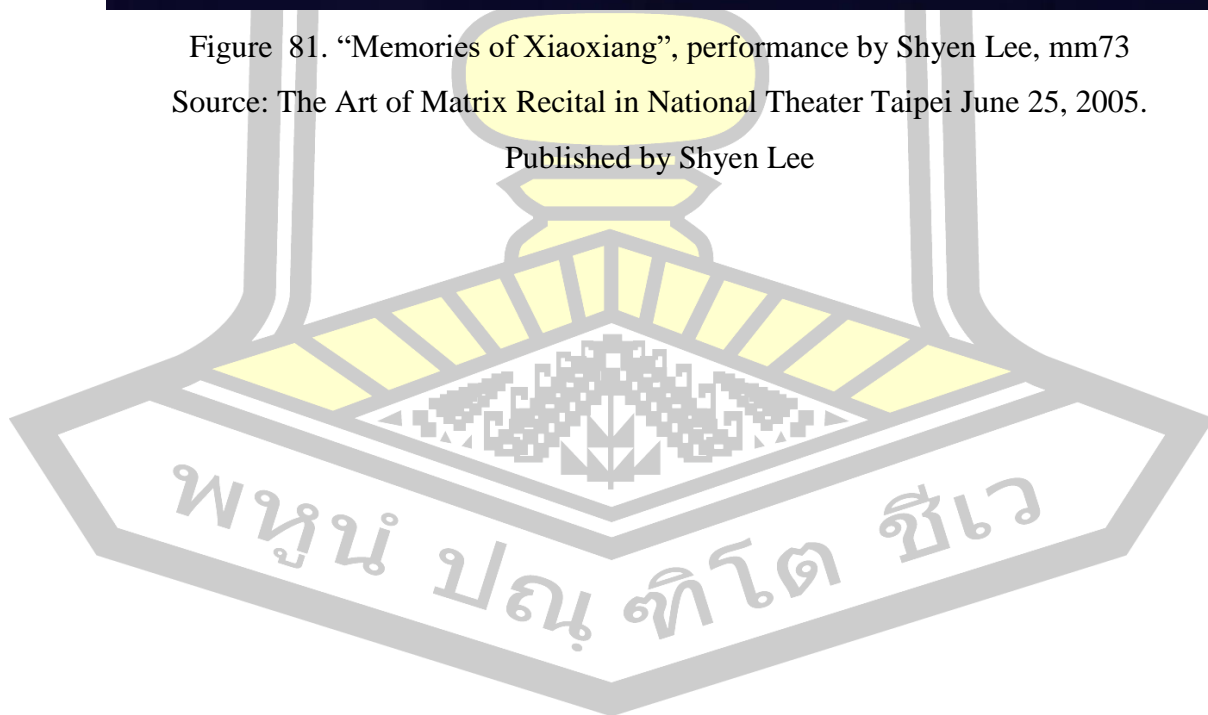 Figure 81. “Memories of Xiaoxiang”, performance by Shyen Lee, mm73
Source: The Art of Matrix Recital in National Theater Taipei June 25, 2005.
Published by Shyen Lee
พหูนํ ปณฺฑิโต ชีเว